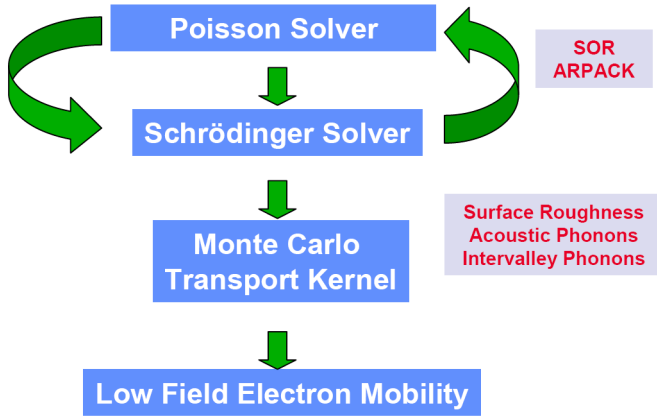 Poisson Solver
SOR
ARPACK
Schrödinger Solver
Surface Roughness
Acoustic Phonons
Intervalley Phonons
Monte Carlo
Transport Kernel
Low Field Electron Mobility